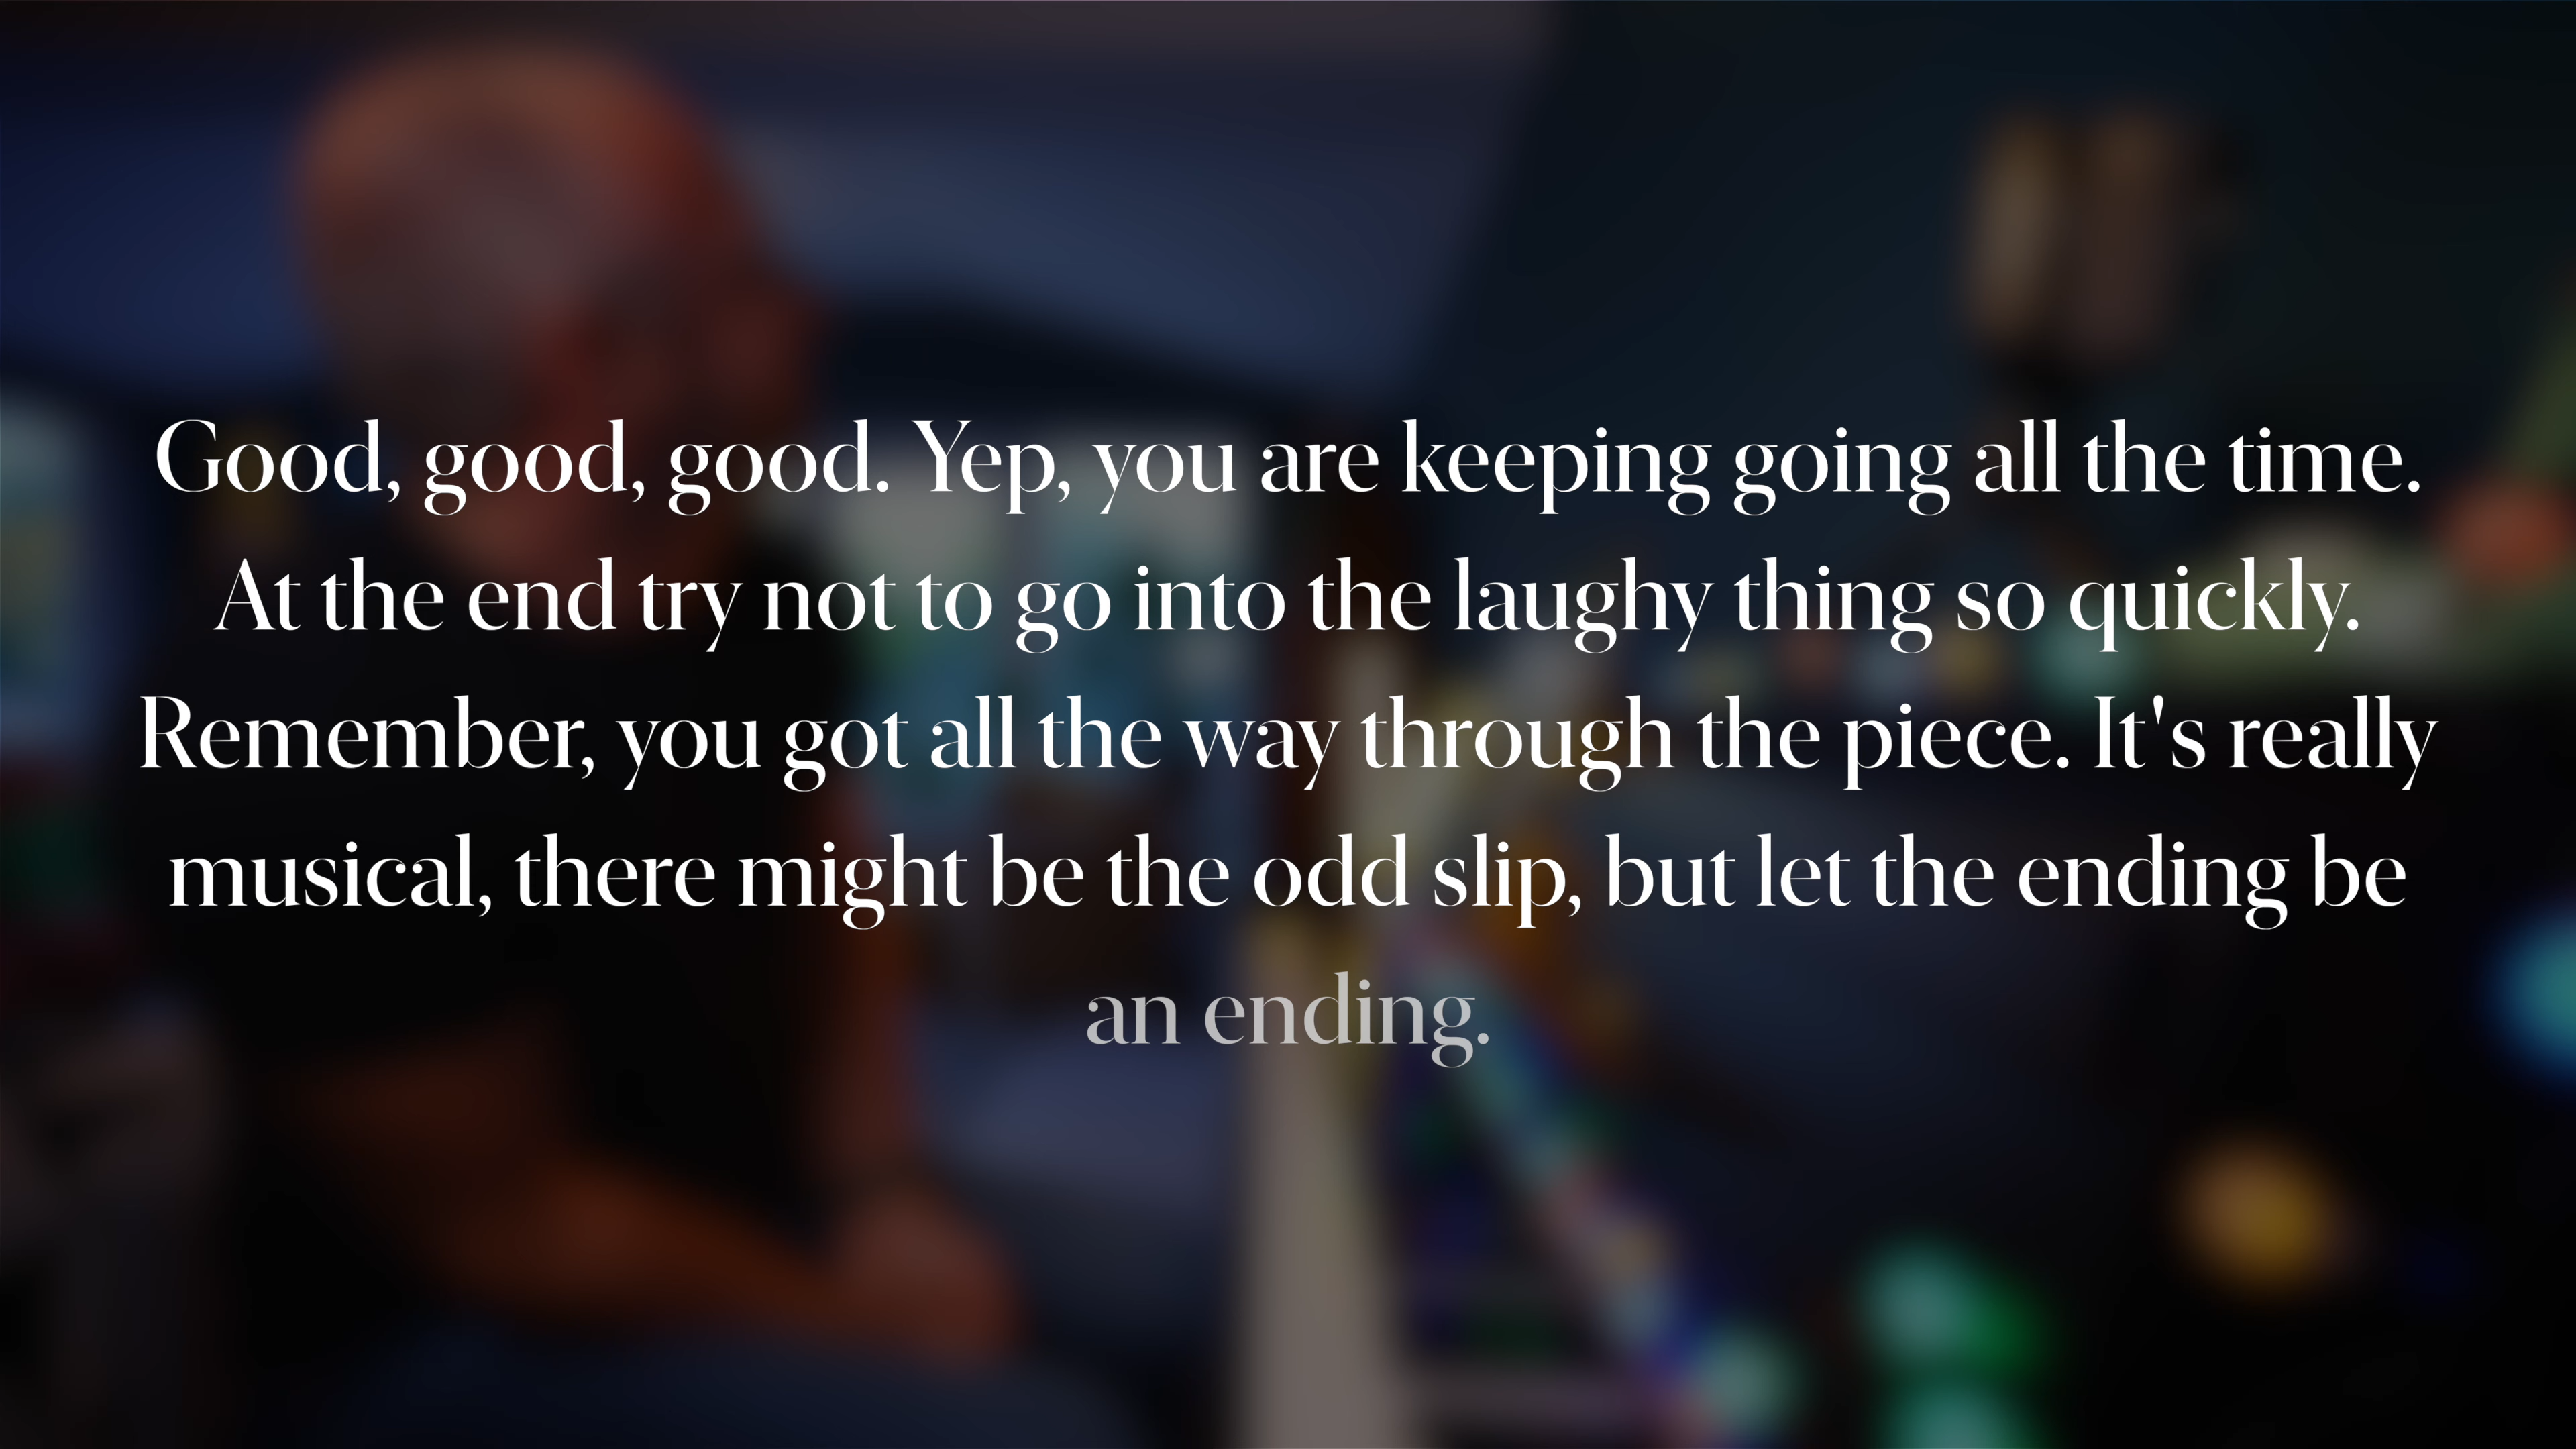 Good, good, good. Yep, you are keeping going all the time.
At the end try not to go into the laughy thing so quickly.
Remember, you got all the way through the piece. It's really
musical, there might be the odd slip, but let the ending be
an ending.